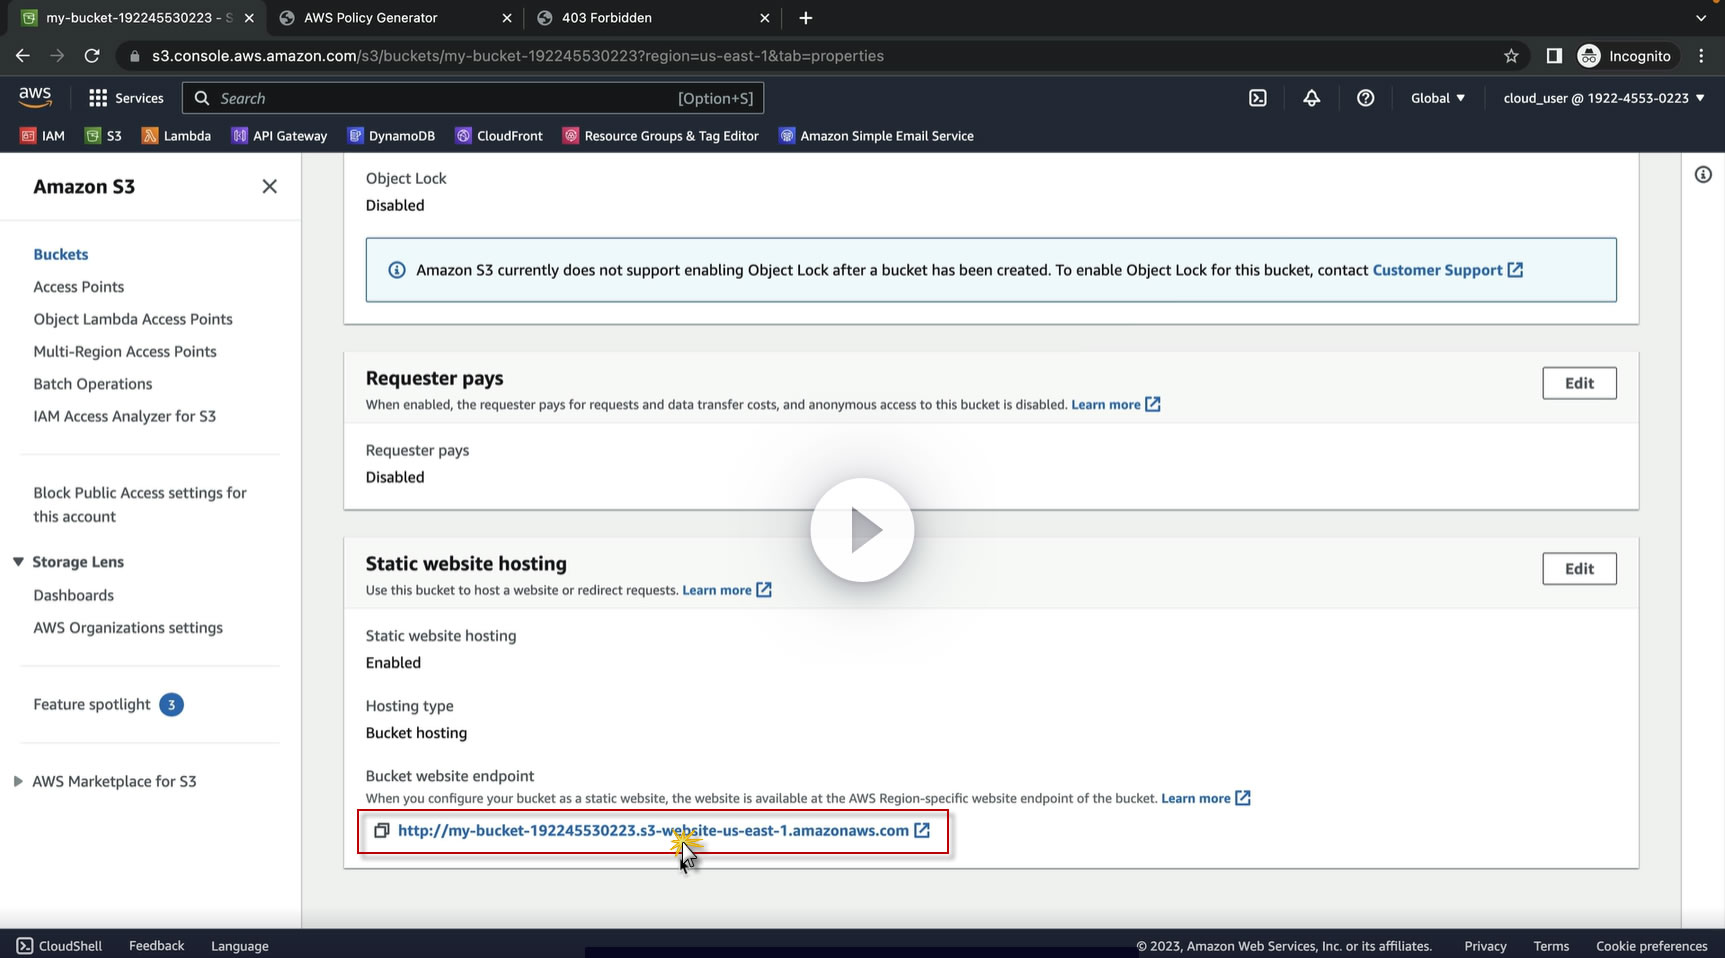 my-bucket-192245530223 - S
AWS Policy Generator
403 Forbidden
s3.console.aws.amazon.com/s3/buckets/my-bucket-192245530223?region=us-east-1&tab=properties
Incognito
aws
Services
Search
[Option+S]
Global
cloud_user @ 1922-4553-0223
IAM
S3
Lambda
API Gateway
DynamoDB
CloudFront
Resource Groups & Tag Editor
Amazon Simple Email Service
Amazon S3
Buckets
Access Points
Object Lambda Access Points
Multi-Region Access Points
Batch Operations
IAM Access Analyzer for S3
Block Public Access settings for
this account
Storage Lens
Dashboards
AWS Organizations settings
Feature spotlight 3
AWS Marketplace for S3
Object Lock
Disabled
Amazon S3 currently does not support enabling Object Lock after a bucket has been created. To enable Object Lock for this bucket, contact Customer Support
Requester pays
Edit
When enabled, the requester pays for requests and data transfer costs, and anonymous access to this bucket is disabled. Learn more
Requester pays
Disabled
Static website hosting
Edit
Use this bucket to host a website or redirect requests. Learn more
Static website hosting
Enabled
Hosting type
Bucket hosting
Bucket website endpoint
When you configure your bucket as a static website, the website is available at the AWS Region-specific website endpoint of the bucket. Learn more
http://my-bucket-192245530223.s3-website-us-east-1.amazonaws.com
CloudShell
Feedback
Language
© 2023, Amazon Web Services, Inc. or its affiliates.
Privacy
Terms
Cookie preferences